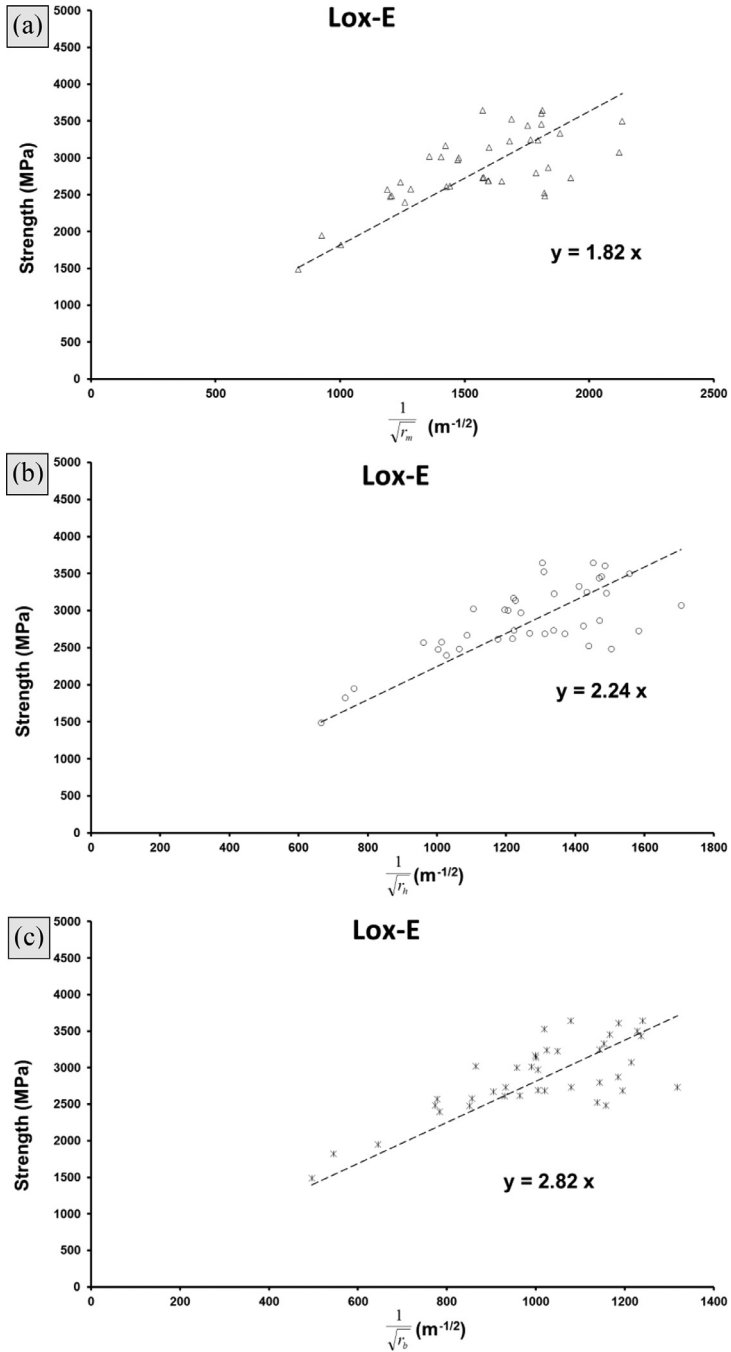 (a)
Lox-E
5000
4500
4000
3500
3000
2500
2000
1500
1000
500
0
Strength (MPa)
y = 1.82 x
0 500 1000 1500 2000 2500
1/√r_m (m^-1/2)
(b)
Lox-E
5000
4500
4000
3500
3000
2500
2000
1500
1000
500
0
Strength (MPa)
y = 2.24 x
0 200 400 600 800 1000 1200 1400 1600 1800
1/√r_h (m^-1/2)
(c)
Lox-E
5000
4500
4000
3500
3000
2500
2000
1500
1000
500
0
Strength (MPa)
y = 2.82 x
0 200 400 600 800 1000 1200 1400
1/√r_b (m^-1/2)